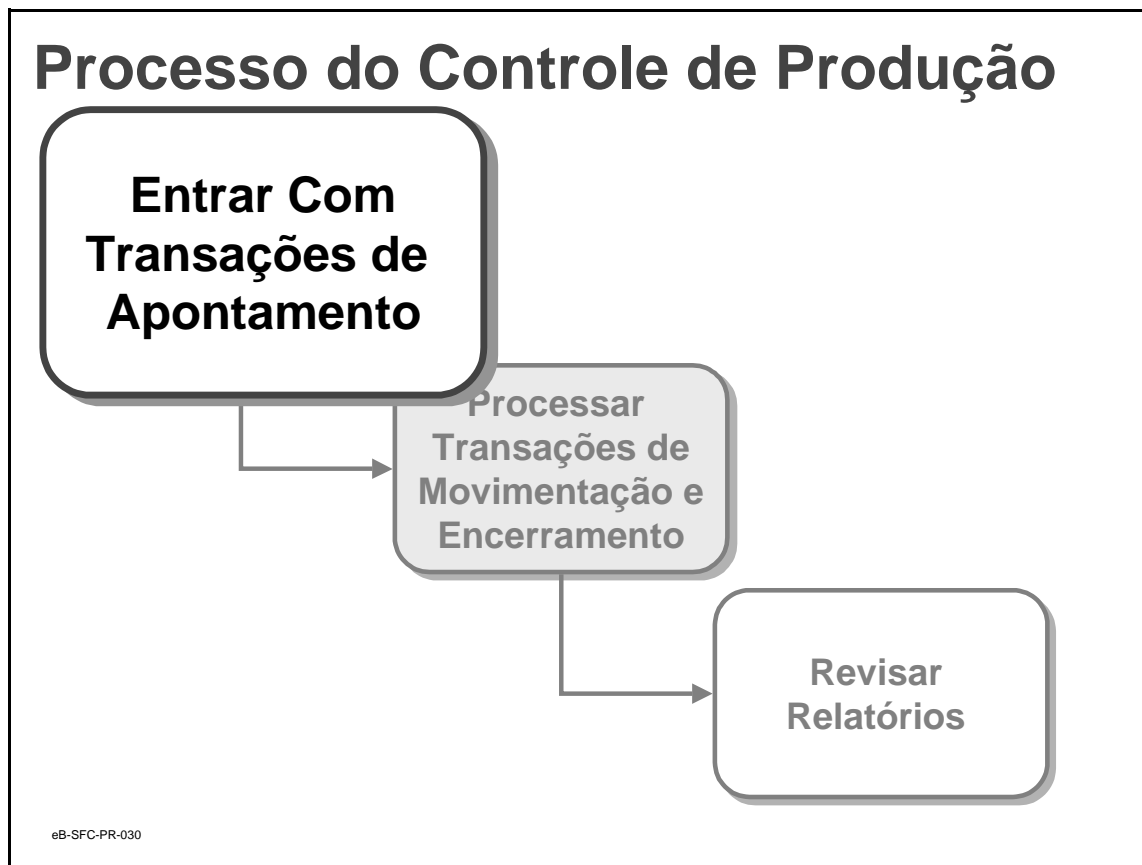 Processo do Controle de Produção
Entrar Com
Transações de
Apontamento
Processar
Transações de
Movimentação e
Encerramento
Revisar
Relatórios
eB-SFC-PR-030